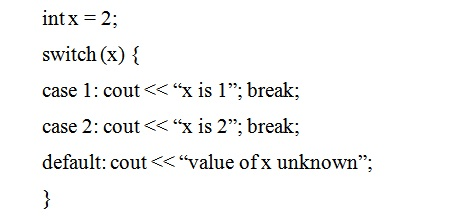 int x = 2;
switch (x) {
case 1: cout << “x is 1”; break;
case 2: cout << “x is 2”; break;
default: cout << “value of x unknown”;
}